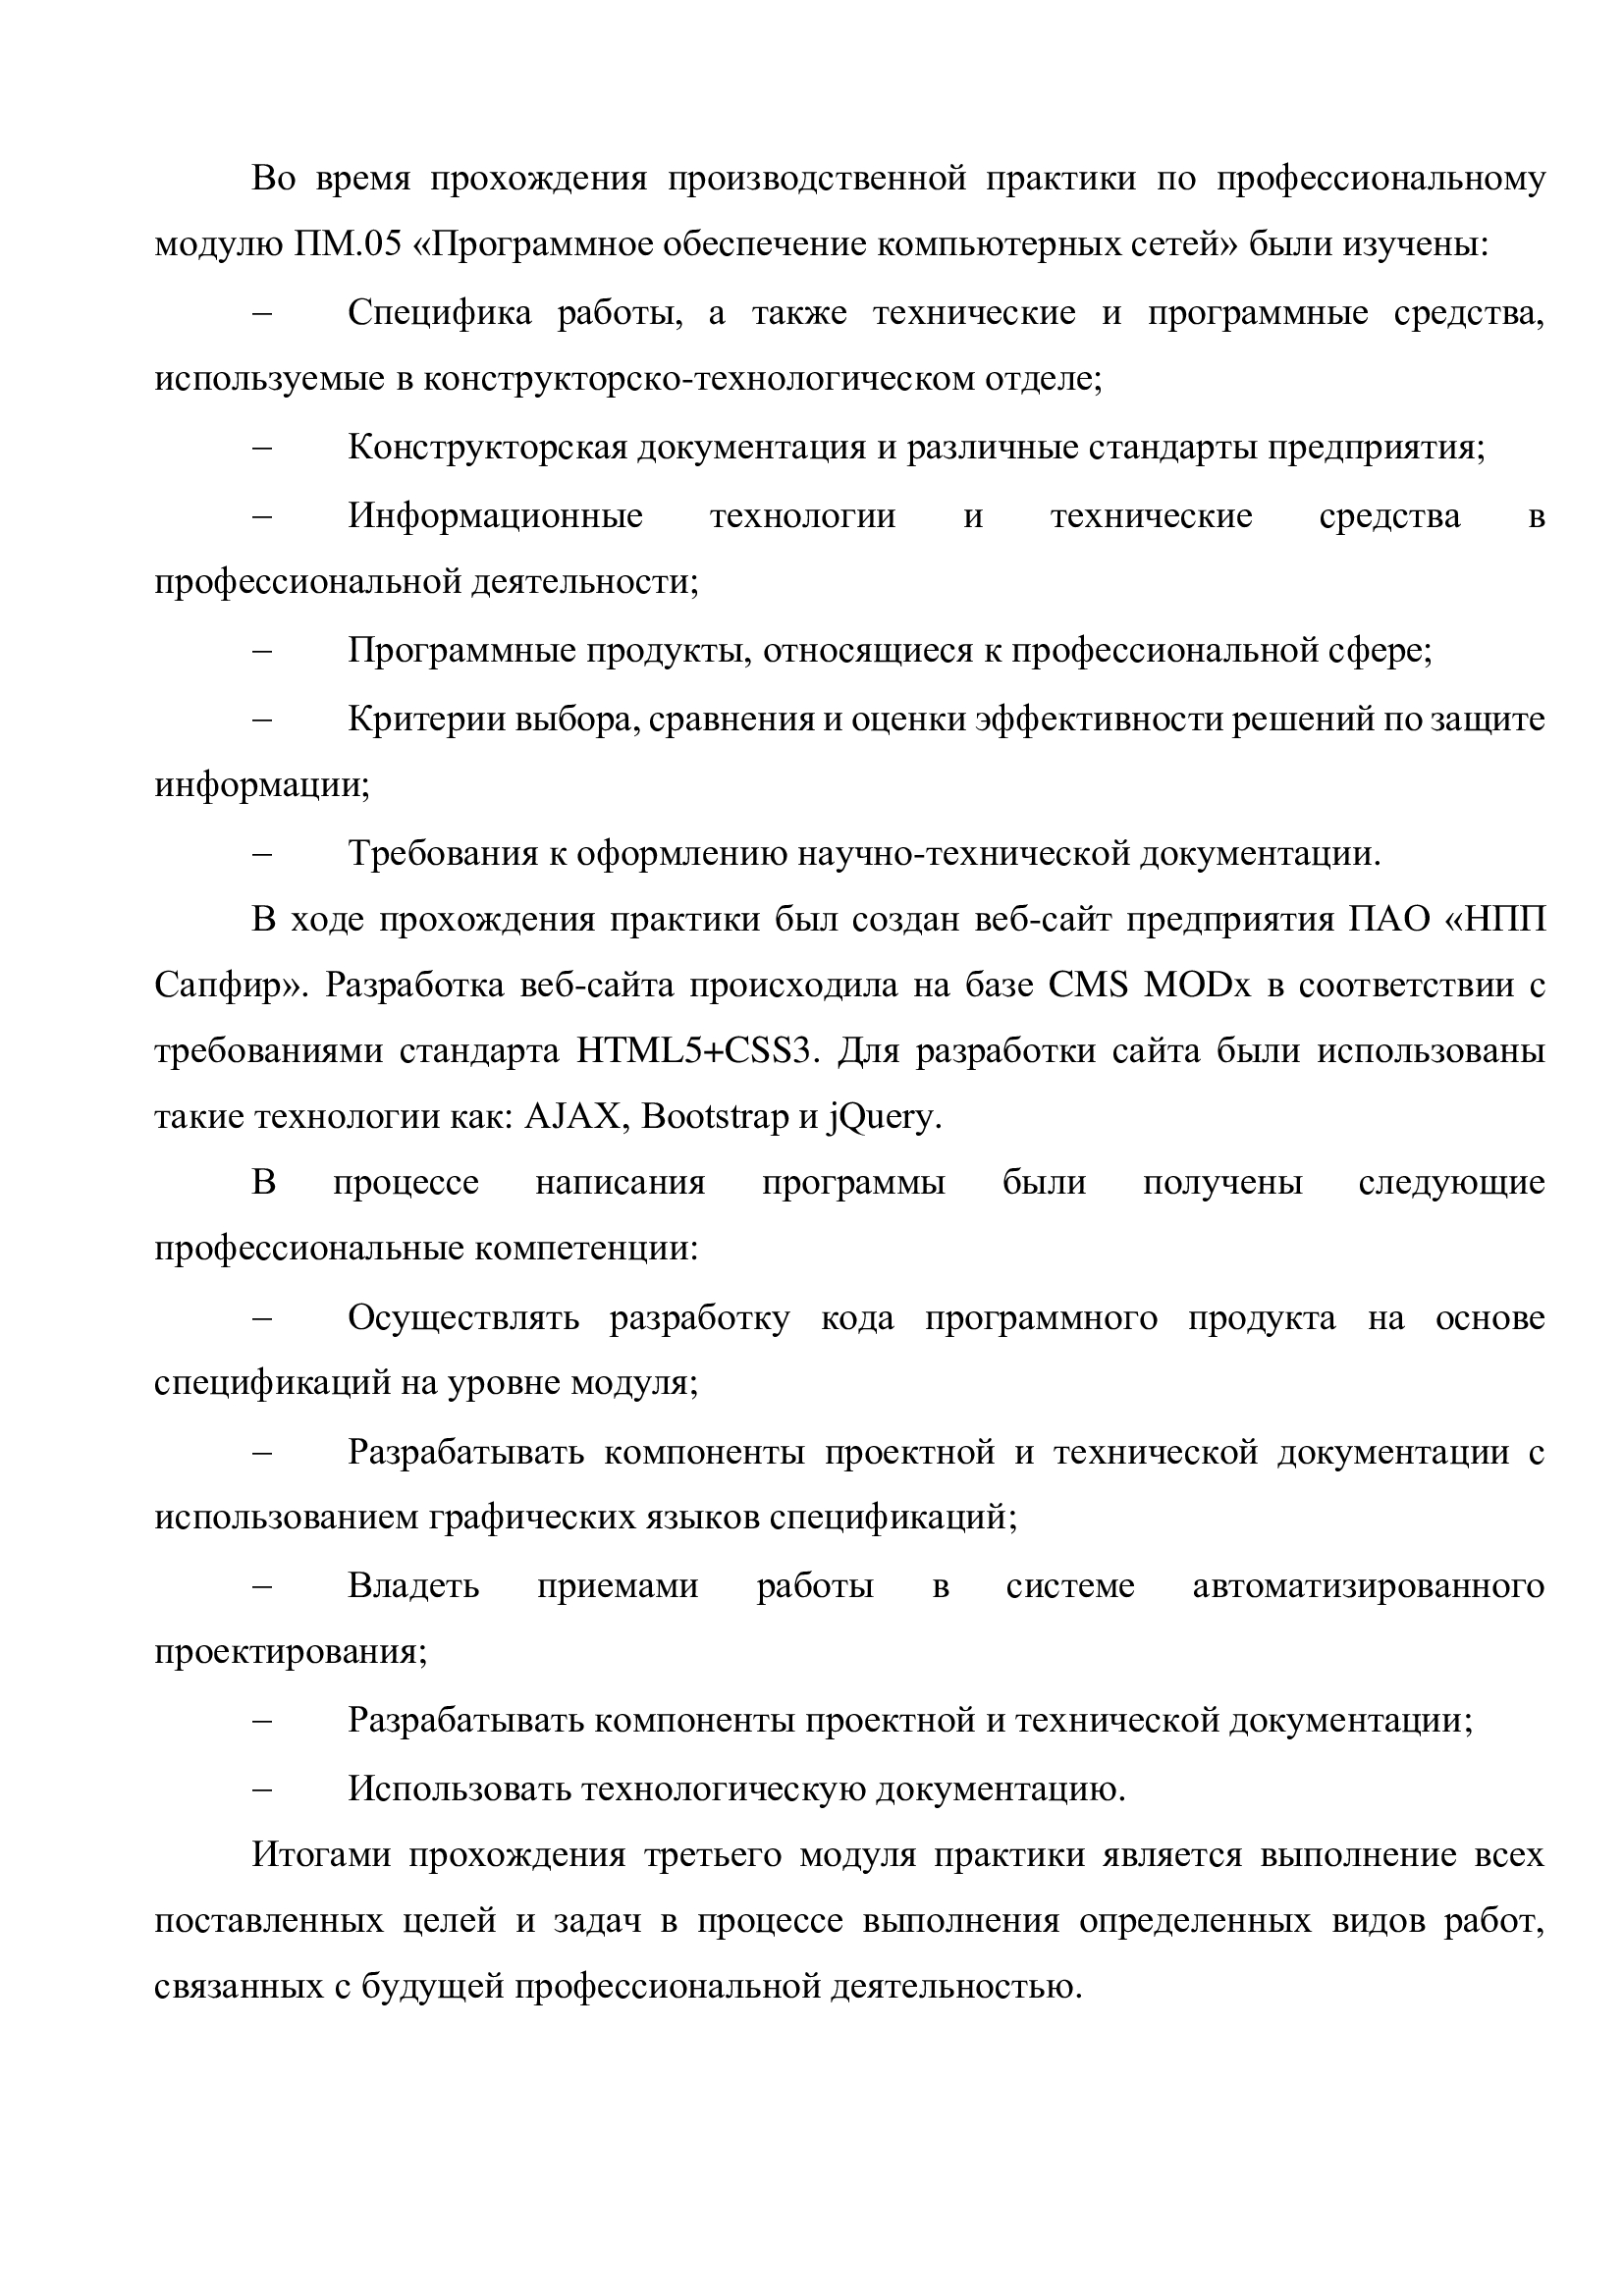 Во время прохождения производственной практики по профессиональному
модулю ПМ.05 «Программное обеспечение компьютерных сетей» были изучены:
– Специфика работы, а также технические и программные средства,
используемые в конструкторско-технологическом отделе;
– Конструкторская документация и различные стандарты предприятия;
– Информационные технологии и технические средства в
профессиональной деятельности;
– Программные продукты, относящиеся к профессиональной сфере;
– Критерии выбора, сравнения и оценки эффективности решений по защите
информации;
– Требования к оформлению научно-технической документации.
В ходе прохождения практики был создан веб-сайт предприятия ПАО «НПП
Сапфир». Разработка веб-сайта происходила на базе CMS MODx в соответствии с
требованиями стандарта HTML5+CSS3. Для разработки сайта были использованы
такие технологии как: AJAX, Bootstrap и jQuery.
В процессе написания программы были получены следующие
профессиональные компетенции:
– Осуществлять разработку кода программного продукта на основе
спецификаций на уровне модуля;
– Разрабатывать компоненты проектной и технической документации с
использованием графических языков спецификаций;
– Владеть приемами работы в системе автоматизированного
проектирования;
– Разрабатывать компоненты проектной и технической документации;
– Использовать технологическую документацию.
Итогами прохождения третьего модуля практики является выполнение всех
поставленных целей и задач в процессе выполнения определенных видов работ,
связанных с будущей профессиональной деятельностью.